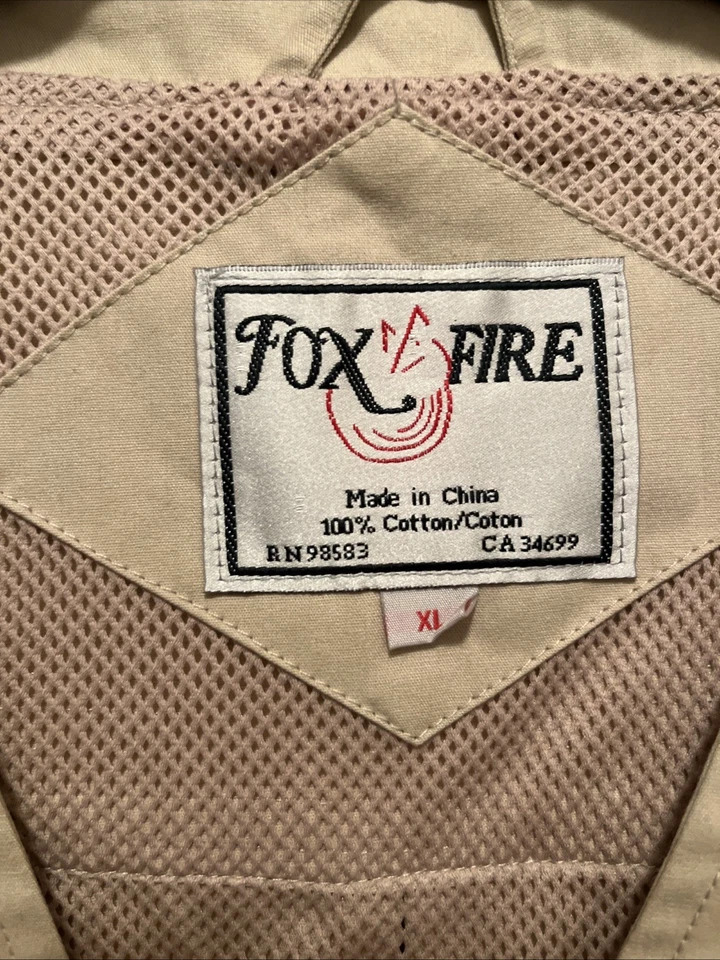 FOX FIRE
Made in China
100% Cotton/Coton
RN98583 CA34699
XL